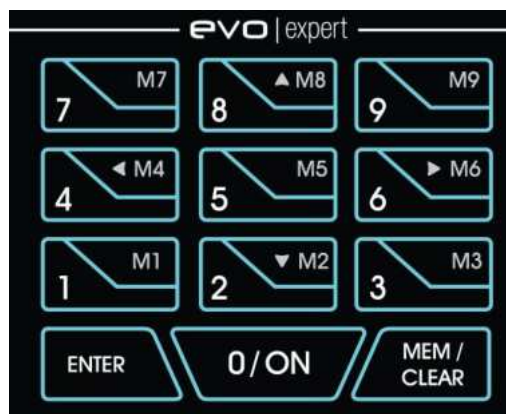 evo | expert
M7 ▲ M8 M9
7 8 9
◀ M4 M5 ▶ M6
4 5 6
M1 ▼ M2 M3
1 2 3
ENTER 0/ON MEM /
CLEAR